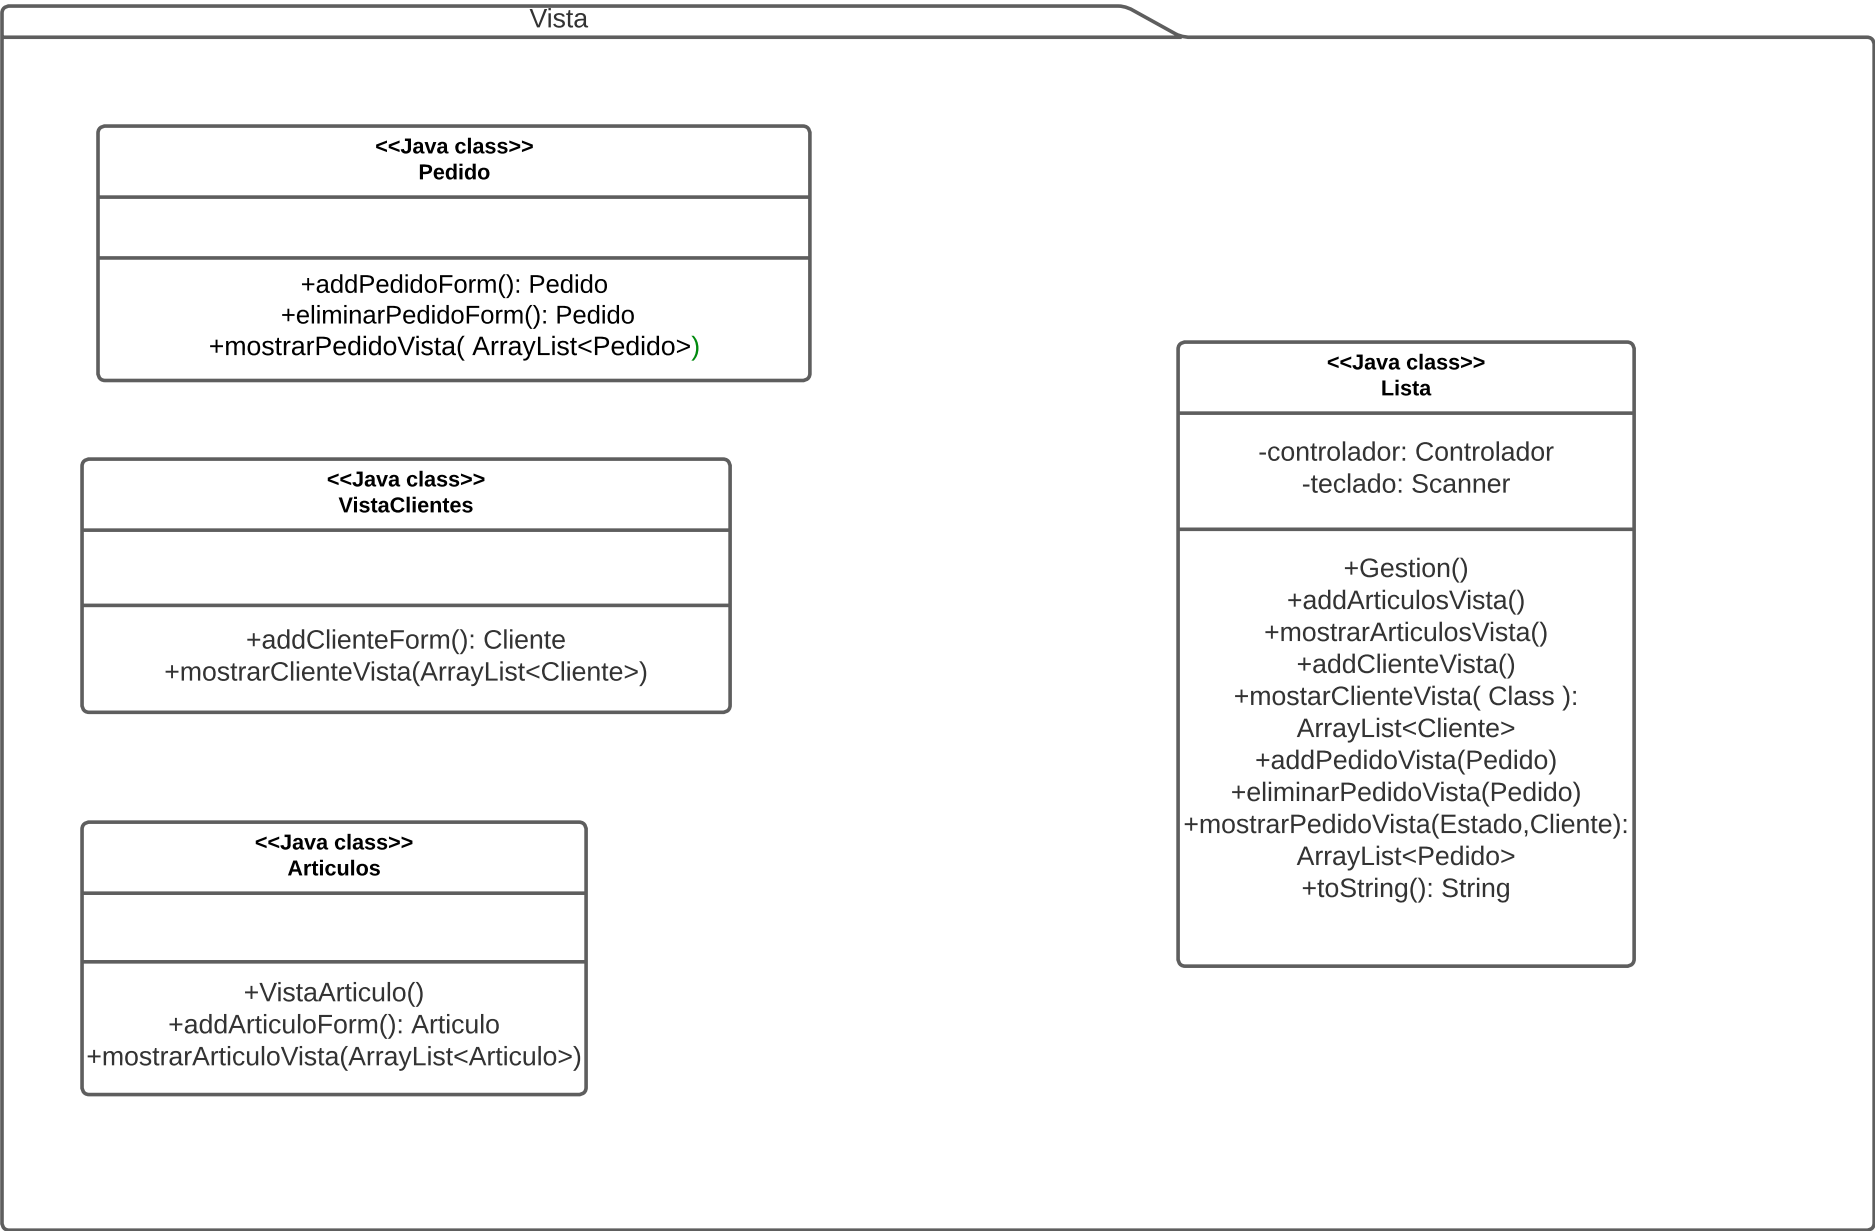 Vista
<<Java class>>
Pedido
+addPedidoForm(): Pedido
+eliminarPedidoForm(): Pedido
+mostrarPedidoVista( ArrayList<Pedido>)
<<Java class>>
VistaClientes
+addClienteForm(): Cliente
+mostrarClienteVista(ArrayList<Cliente>)
<<Java class>>
Articulos
+VistaArticulo()
+addArticuloForm(): Articulo
+mostrarArticuloVista(ArrayList<Articulo>)
<<Java class>>
Lista
-controlador: Controlador
-teclado: Scanner
+Gestion()
+addArticulosVista()
+mostrarArticulosVista()
+addClienteVista()
+mostarClienteVista( Class ):
ArrayList<Cliente>
+addPedidoVista(Pedido)
+eliminarPedidoVista(Pedido)
+mostrarPedidoVista(Estado,Cliente):
ArrayList<Pedido>
+toString(): String